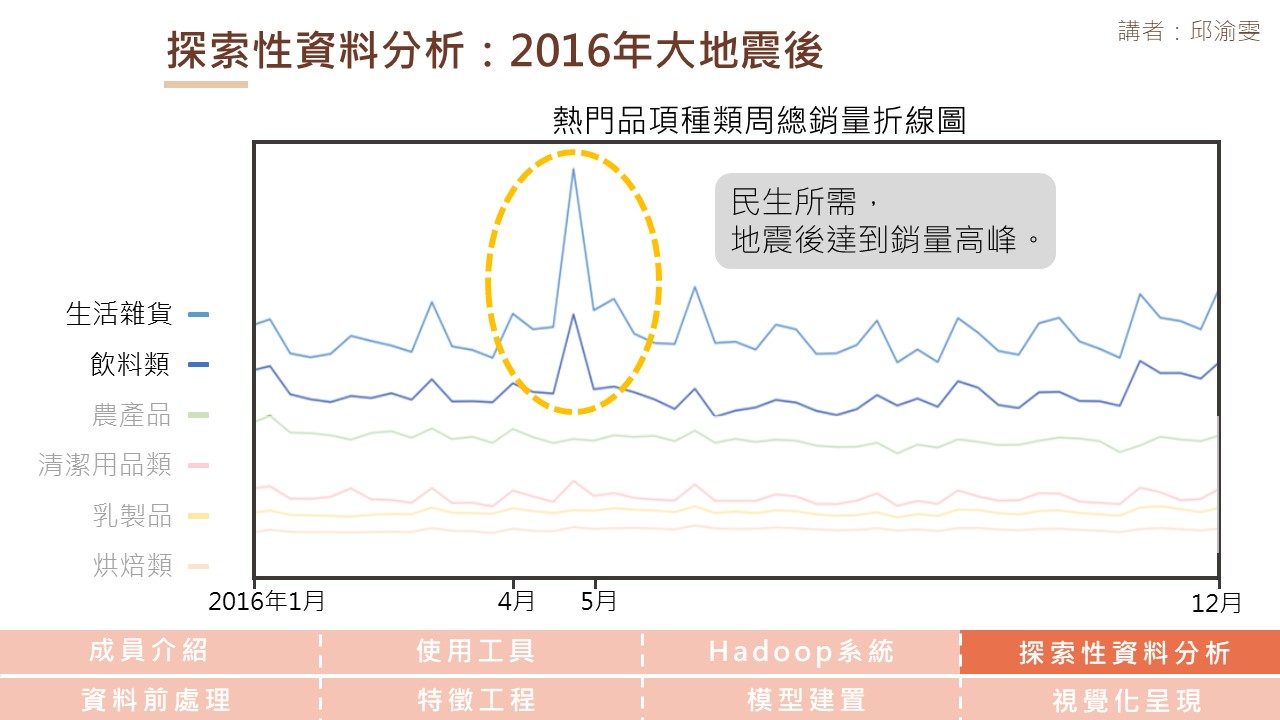 探索性資料分析：2016年大地震後
講者：邱渝雯
熱門品項種類周總銷量折線圖
民生所需，
地震後達到銷量高峰。
生活雜貨
飲料類
農產品
清潔用品類
乳製品
烘焙類
2016年1月
4月
5月
12月
成員介紹
使用工具
Hadoop系統
探索性資料分析
資料前處理
特徵工程
模型建置
視覺化呈現